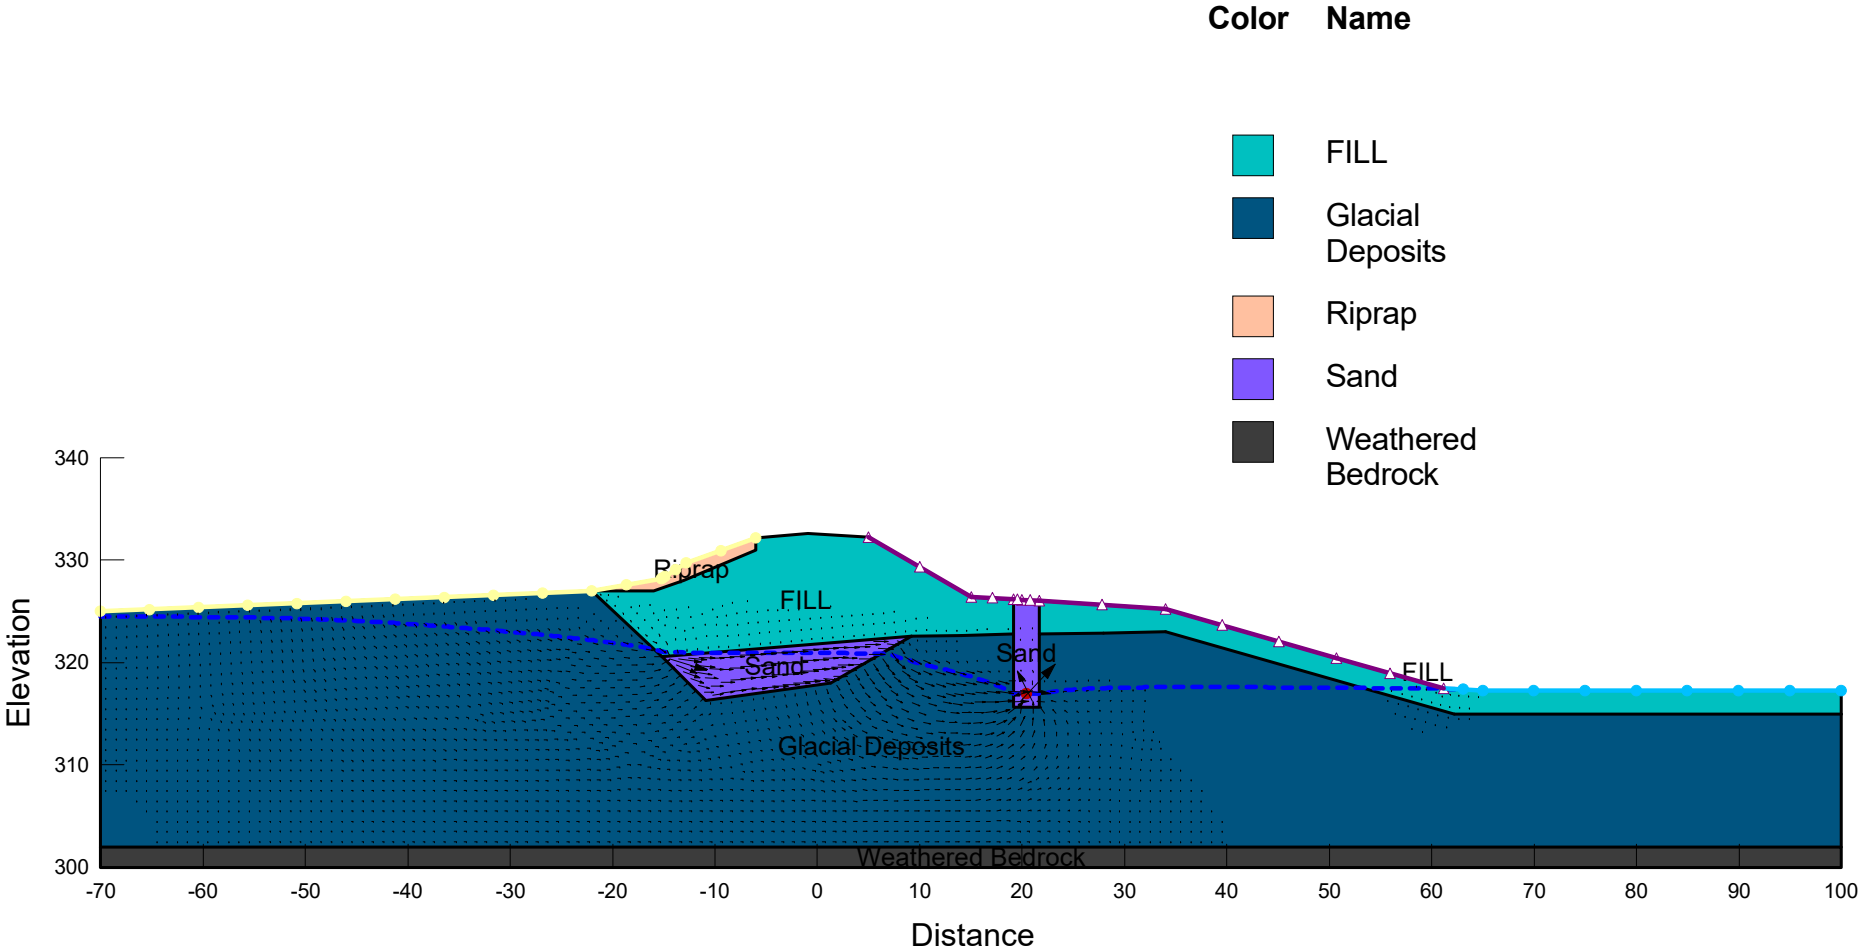 Color Name
FILL
Glacial
Deposits
Riprap
Sand
Weathered
Bedrock
340
330
320
310
300
Elevation
Riprap
FILL
Sand
Sand
FILL
Glacial Deposits
Weathered Bedrock
-70 -60 -50 -40 -30 -20 -10 0 10 20 30 40 50 60 70 80 90 100
Distance